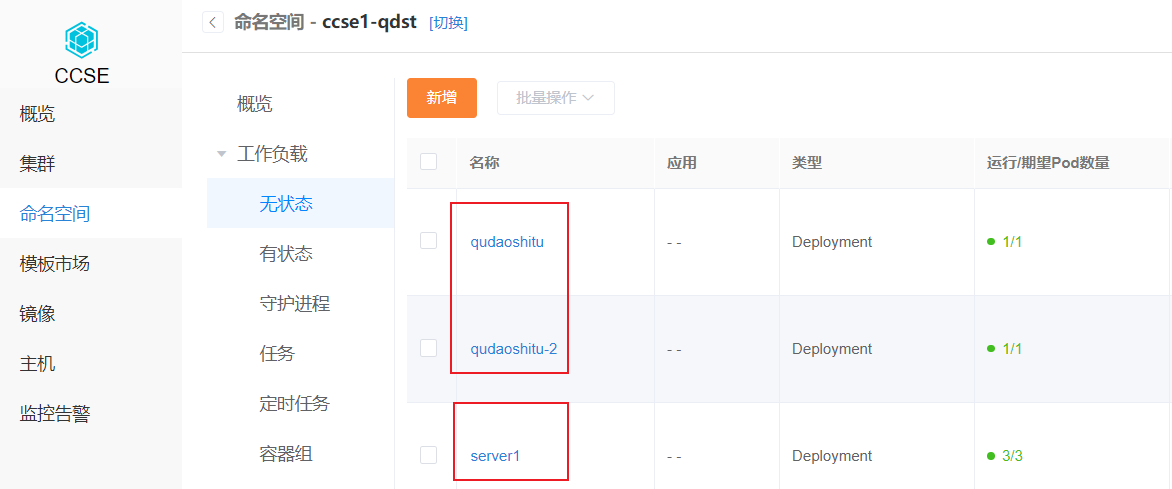 命名空间 - ccse1-qdst [切换]
CCSE
概览
集群
命名空间
模板市场
镜像
主机
监控告警
概览
工作负载
无状态
有状态
守护进程
任务
定时任务
容器组
新增 批量操作
名称 应用 类型 运行/期望Pod数量
qudaoshitu - - Deployment 1/1
qudaoshitu-2 - - Deployment 1/1
server1 - - Deployment 3/3